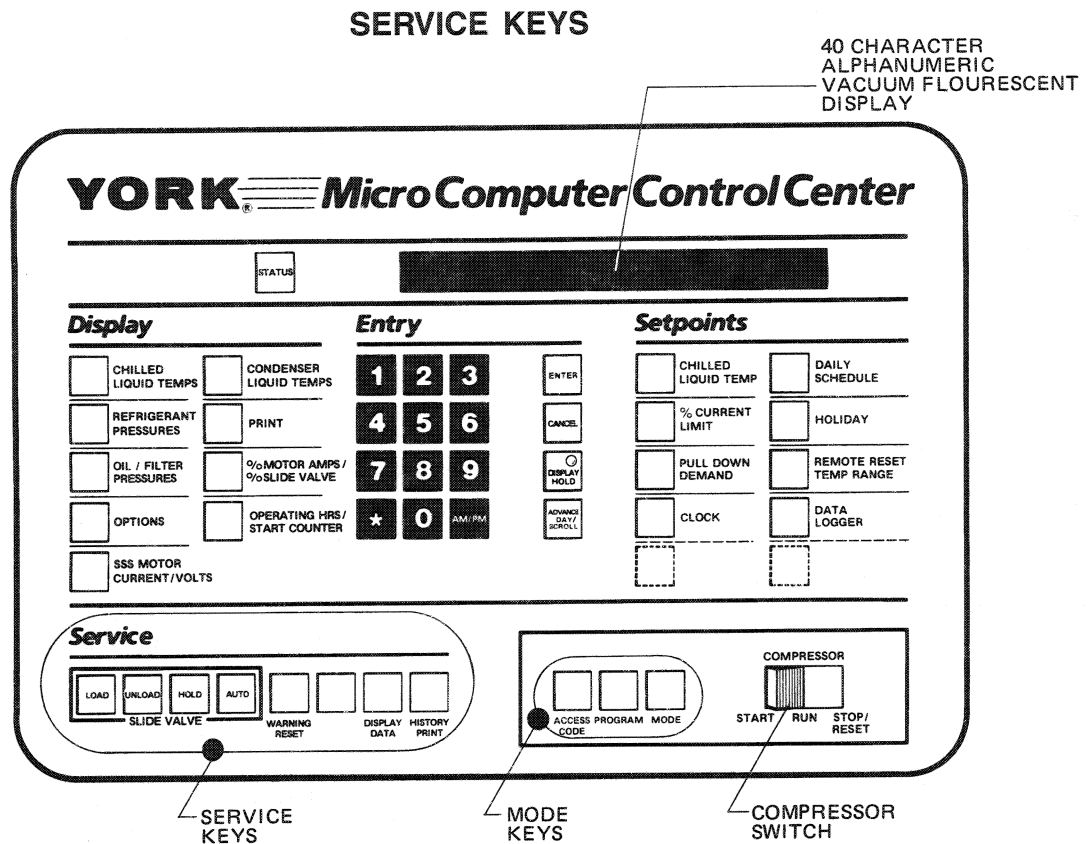 SERVICE KEYS
40 CHARACTER
ALPHANUMERIC
VACUUM FLOURESCENT
DISPLAY
YORK® Micro Computer Control Center
STATUS
Display
CHILLED
LIQUID TEMPS
CONDENSER
LIQUID TEMPS
REFRIGERANT
PRESSURES
PRINT
OIL / FILTER
PRESSURES
%MOTOR AMPS/
%SLIDE VALVE
OPTIONS
OPERATING HRS/
START COUNTER
SSS MOTOR
CURRENT/VOLTS
Entry
1 2 3
ENTER
4 5 6
CANCEL
7 8 9
DISPLAY
HOLD
* 0 AM/PM
ADVANCE
DAY/
SCROLL
Setpoints
CHILLED
LIQUID TEMP
DAILY
SCHEDULE
% CURRENT
LIMIT
HOLIDAY
PULL DOWN
DEMAND
REMOTE RESET
TEMP RANGE
CLOCK
DATA
LOGGER
Service
LOAD UNLOAD HOLD AUTO
SLIDE VALVE
WARNING
RESET
DISPLAY
DATA
HISTORY
PRINT
ACCESS
CODE
PROGRAM
MODE
COMPRESSOR
START RUN STOP/
RESET
SERVICE
KEYS
MODE
KEYS
COMPRESSOR
SWITCH